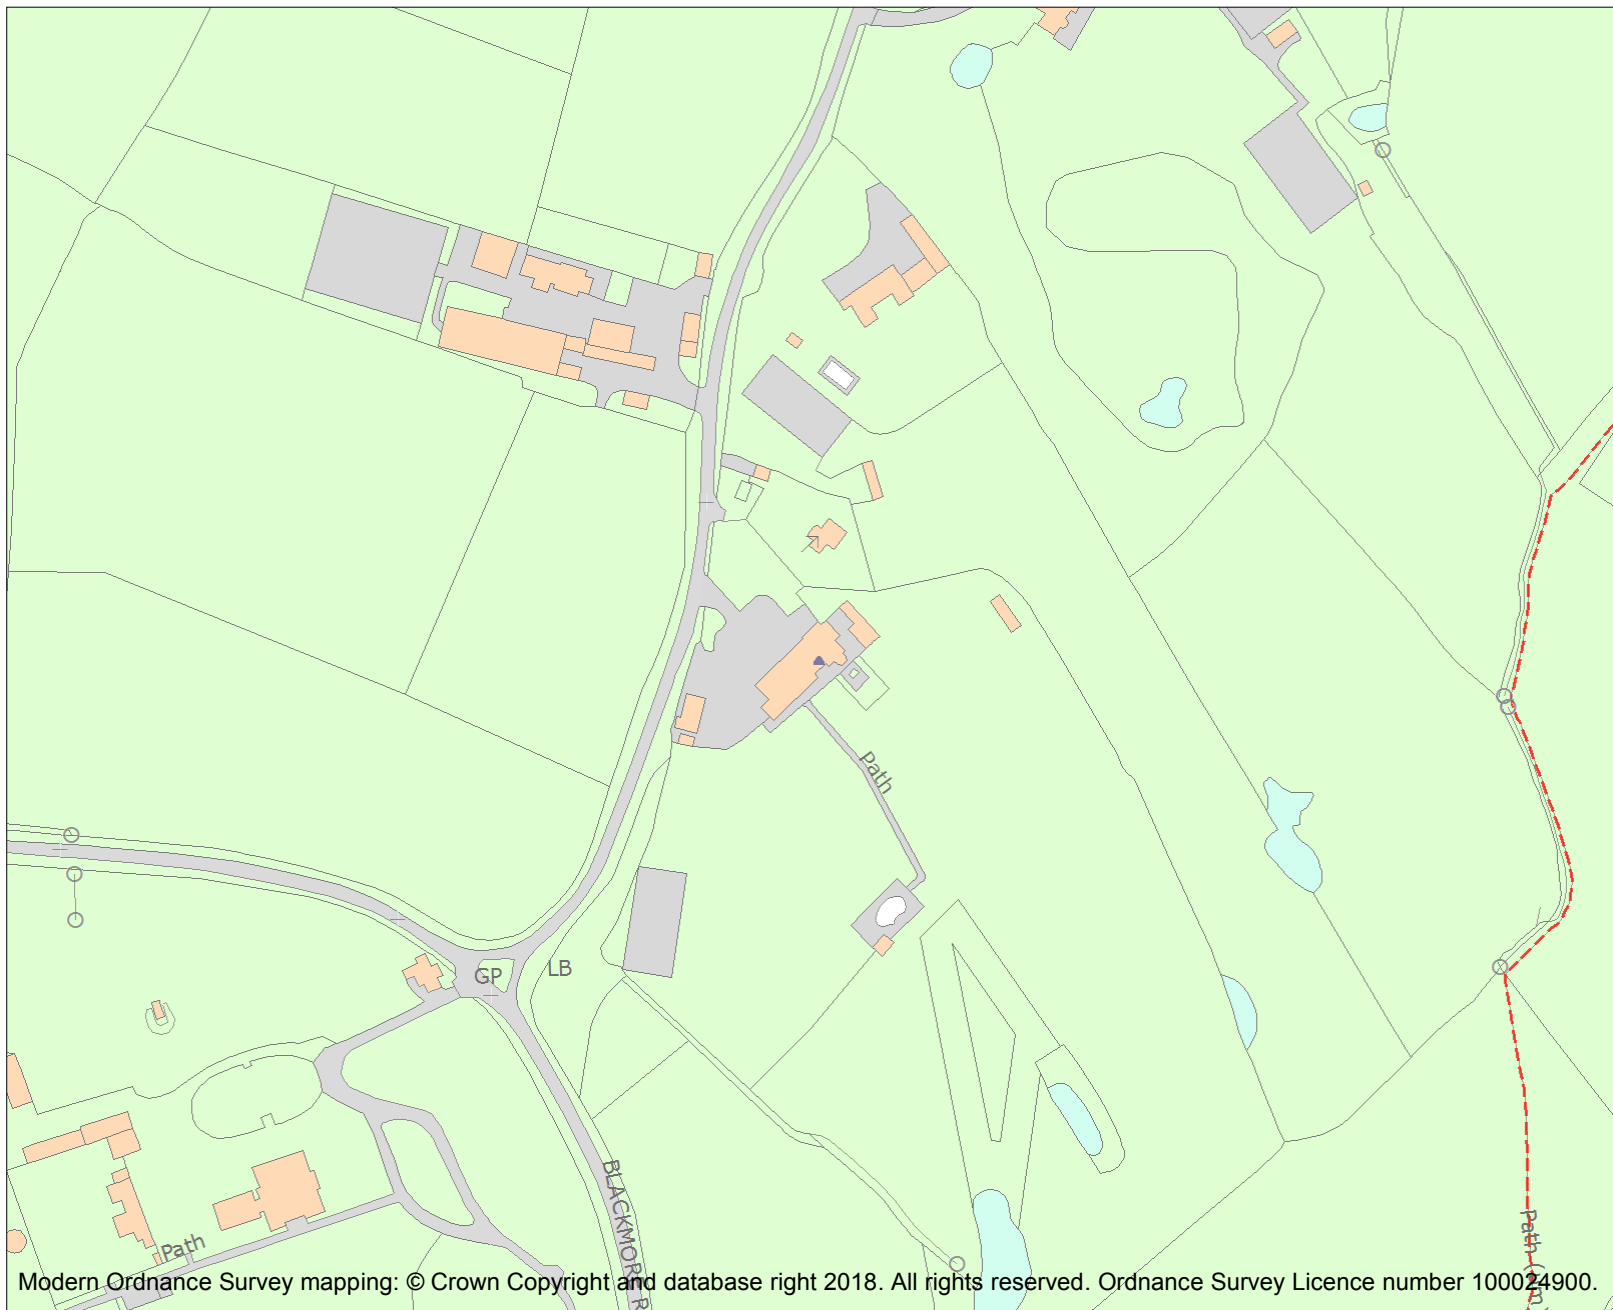 Path
LB
GP
BLACKMORE R
Path
Path
Modern Ordnance Survey mapping: © Crown Copyright and database right 2018. All rights reserved. Ordnance Survey Licence number 100024900.